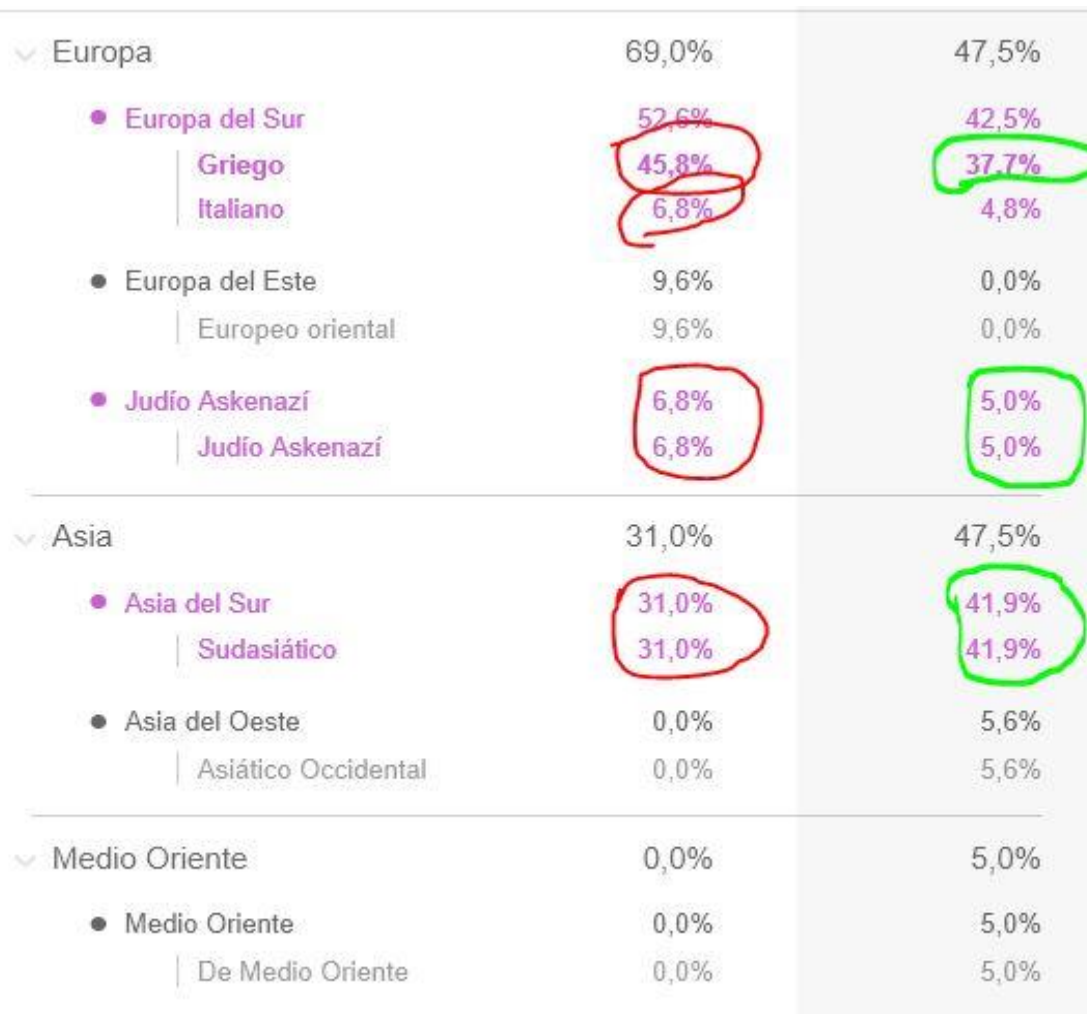 Europa 69,0% 47,5%
Europa del Sur 52,6% 42,5%
Griego 45,8% 37,7%
Italiano 6,8% 4,8%
Europa del Este 9,6% 0,0%
Europeo oriental 9,6% 0,0%
Judío Askenazí 6,8% 5,0%
Judío Askenazí 6,8% 5,0%
Asia 31,0% 47,5%
Asia del Sur 31,0% 41,9%
Sudasiático 31,0% 41,9%
Asia del Oeste 0,0% 5,6%
Asiático Occidental 0,0% 5,6%
Medio Oriente 0,0% 5,0%
Medio Oriente 0,0% 5,0%
De Medio Oriente 0,0% 5,0%